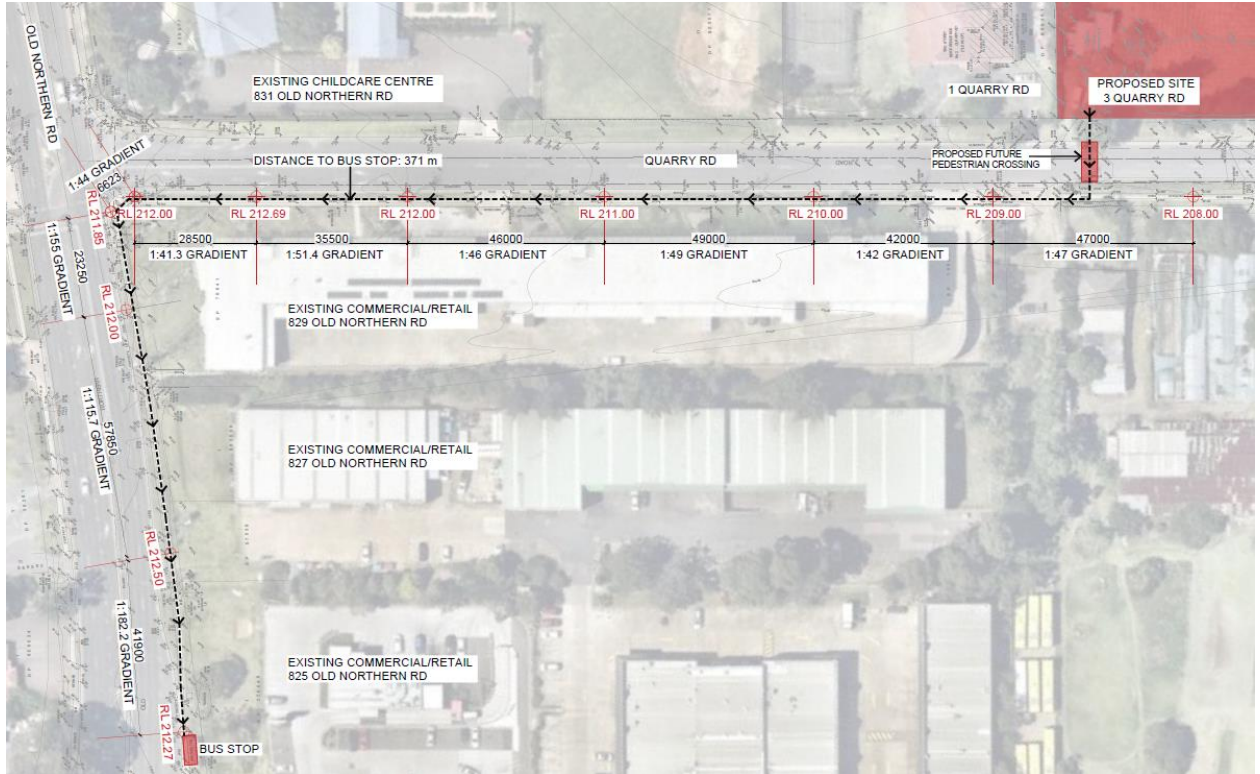 OLD NORTHERN RD
EXISTING CHILDCARE CENTRE
831 OLD NORTHERN RD
1 QUARRY RD
PROPOSED SITE
3 QUARRY RD
1:44 GRADIENT
6623
DISTANCE TO BUS STOP: 371 m
QUARRY RD
PROPOSED FUTURE
PEDESTRIAN CROSSING
RL 211.85
RL 212.00
RL 212.69
RL 212.00
RL 211.00
RL 210.00
RL 209.00
RL 208.00
28500
35500
46000
49000
42000
47000
1:41.3 GRADIENT
1:51.4 GRADIENT
1:46 GRADIENT
1:49 GRADIENT
1:42 GRADIENT
1:47 GRADIENT
23250
1:155 GRADIENT
RL 212.00
EXISTING COMMERCIAL/RETAIL
829 OLD NORTHERN RD
57850
1:115.7 GRADIENT
EXISTING COMMERCIAL/RETAIL
827 OLD NORTHERN RD
RL 212.50
41900
1:182.2 GRADIENT
EXISTING COMMERCIAL/RETAIL
825 OLD NORTHERN RD
RL 212.27
BUS STOP